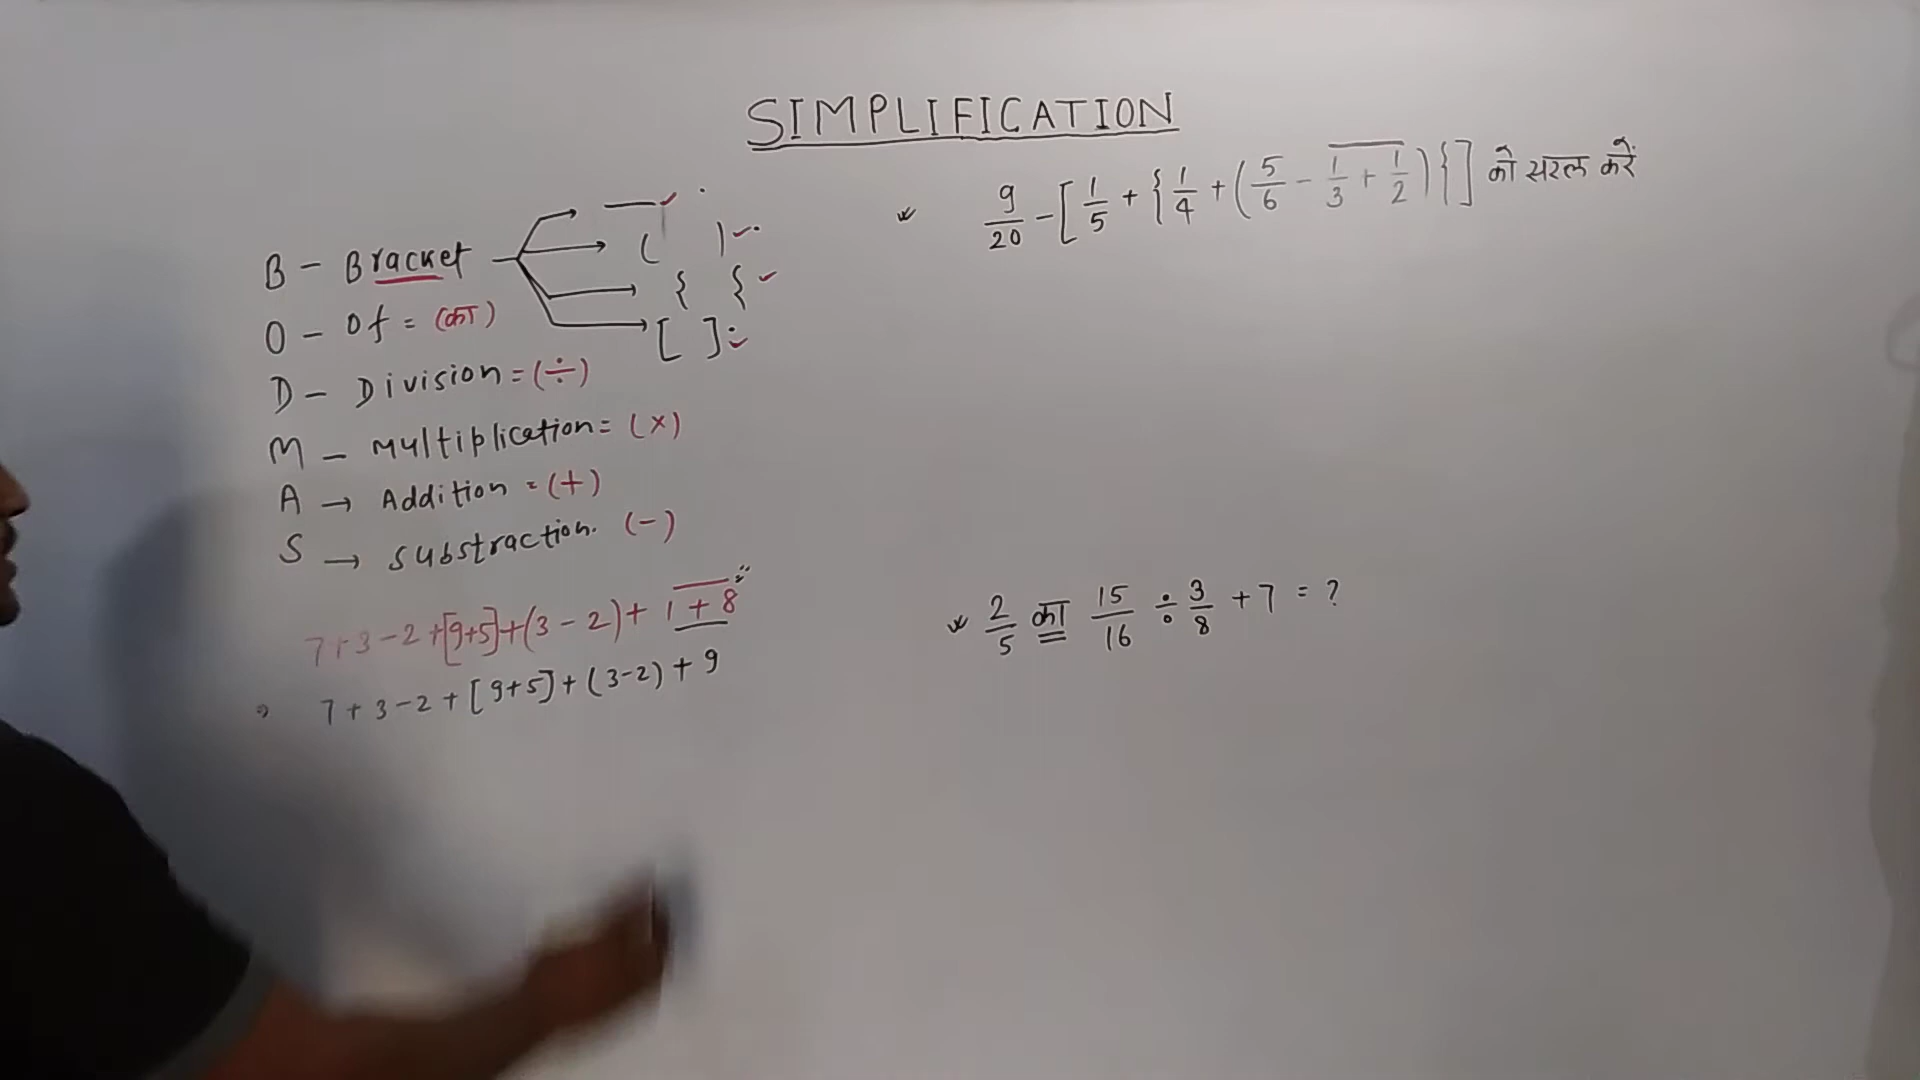 SIMPLIFICATION
B - Bracket → ‾‾
→ ( )
→ { {
→ [ ]
O - Of = (का)
D - Division = (÷)
M - Multiplication = (×)
A → Addition = (+)
S → Substraction. (-)
7+3-2+[9+5]+(3-2)+ 1+8
⇒ 7+3-2+[9+5]+(3-2)+9
9/20 - [1/5 + {1/4 + (5/6 - 1/3 + 1/2){] को सरल करें
2/5 का 15/16 ÷ 3/8 + 7 = ?